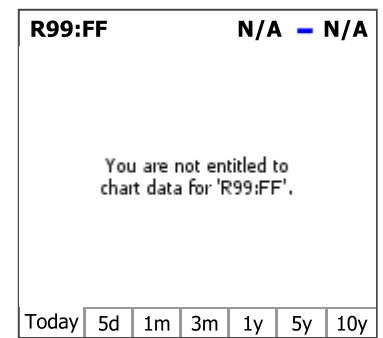 R99:FF N/A – N/A
You are not entitled to
chart data for 'R99:FF'.
Today 5d 1m 3m 1y 5y 10y